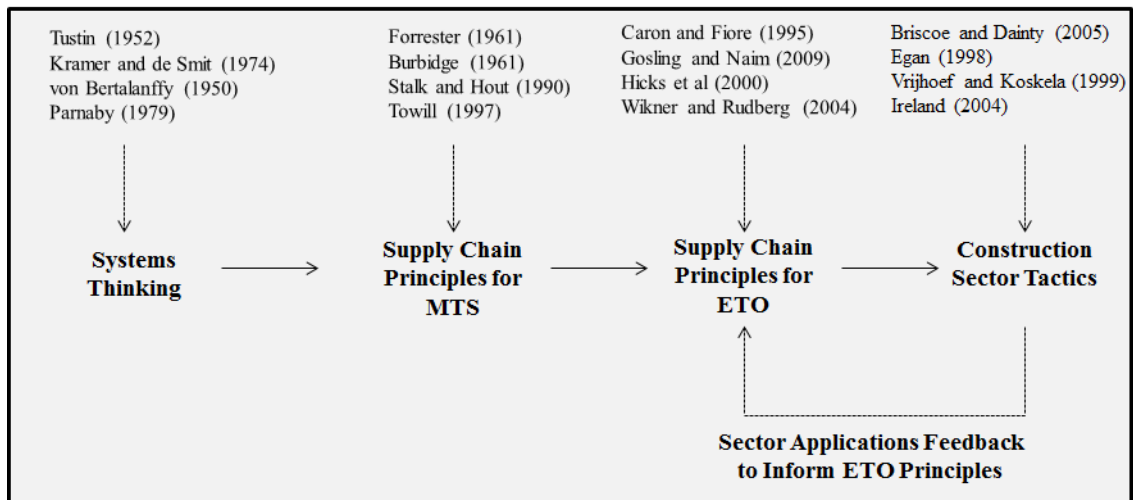 Tustin (1952)
Kramer and de Smit (1974)
von Bertalanffy (1950)
Parnaby (1979)
Forrester (1961)
Burbidge (1961)
Stalk and Hout (1990)
Towill (1997)
Caron and Fiore (1995)
Gosling and Naim (2009)
Hicks et al (2000)
Wikner and Rudberg (2004)
Briscoe and Dainty (2005)
Egan (1998)
Vrijhoef and Koskela (1999)
Ireland (2004)
Systems
Thinking
Supply Chain
Principles for
MTS
Supply Chain
Principles for
ETO
Construction
Sector Tactics
Sector Applications Feedback
to Inform ETO Principles